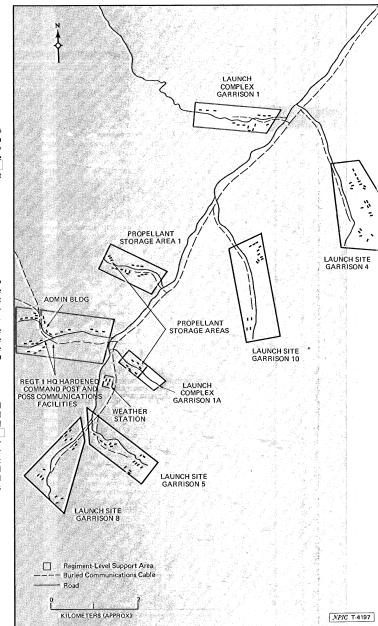 N
LAUNCH
COMPLEX
GARRISON 1
PROPELLANT
STORAGE AREA 1
LAUNCH SITE
GARRISON 4
ADMIN BLDG
PROPELLANT
STORAGE AREAS
LAUNCH SITE
GARRISON 10
REGT 1 HQ HARDENED
COMMAND POST AND
POSS COMMUNICATIONS
FACILITIES
LAUNCH
COMPLEX
GARRISON 1A
WEATHER
STATION
LAUNCH SITE
GARRISON 5
LAUNCH SITE
GARRISON 8
Regiment-Level Support Area
Buried Communications Cable
Road
0 2
KILOMETERS (APPROX)
NPIC T-4197